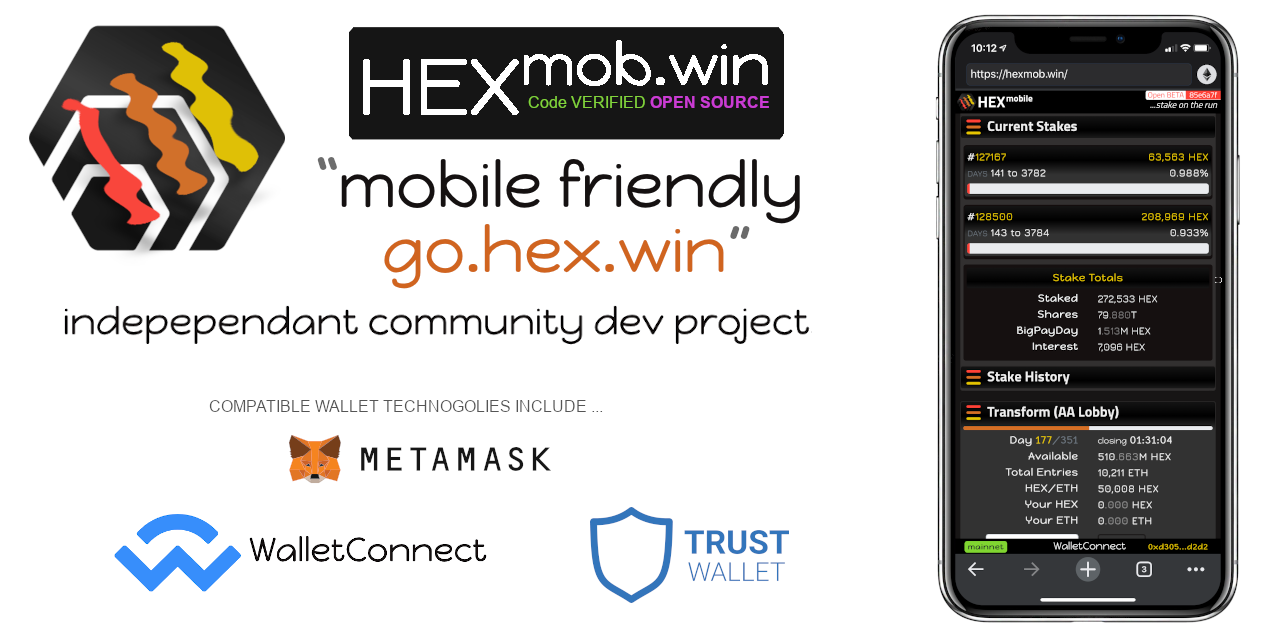 HEXmob.win
Code VERIFIED OPEN SOURCE
“mobile friendly
go.hex.win”
indepependant community dev project
COMPATIBLE WALLET TECHNOGOLIES INCLUDE ...
METAMASK
WalletConnect
TRUST
WALLET
10:12
https://hexmob.win/
HEXmobile
Open BETA 85e6a7f
...stake on the run
Current Stakes
#127167 63,563 HEX
DAYS 141 to 3782 0.988%
#128500 208,969 HEX
DAYS 143 to 3784 0.933%
Stake Totals
Staked 272,533 HEX
Shares 79.880T
BigPayDay 1.513M HEX
Interest 7,096 HEX
Stake History
Transform (AA Lobby)
Day 177/351 closing 01:31:04
Available 510.663M HEX
Total Entries 10,211 ETH
HEX/ETH 50,008 HEX
Your HEX 0.000 HEX
Your ETH 0.000 ETH
mainnet WalletConnect 0xd305...d2d2
3